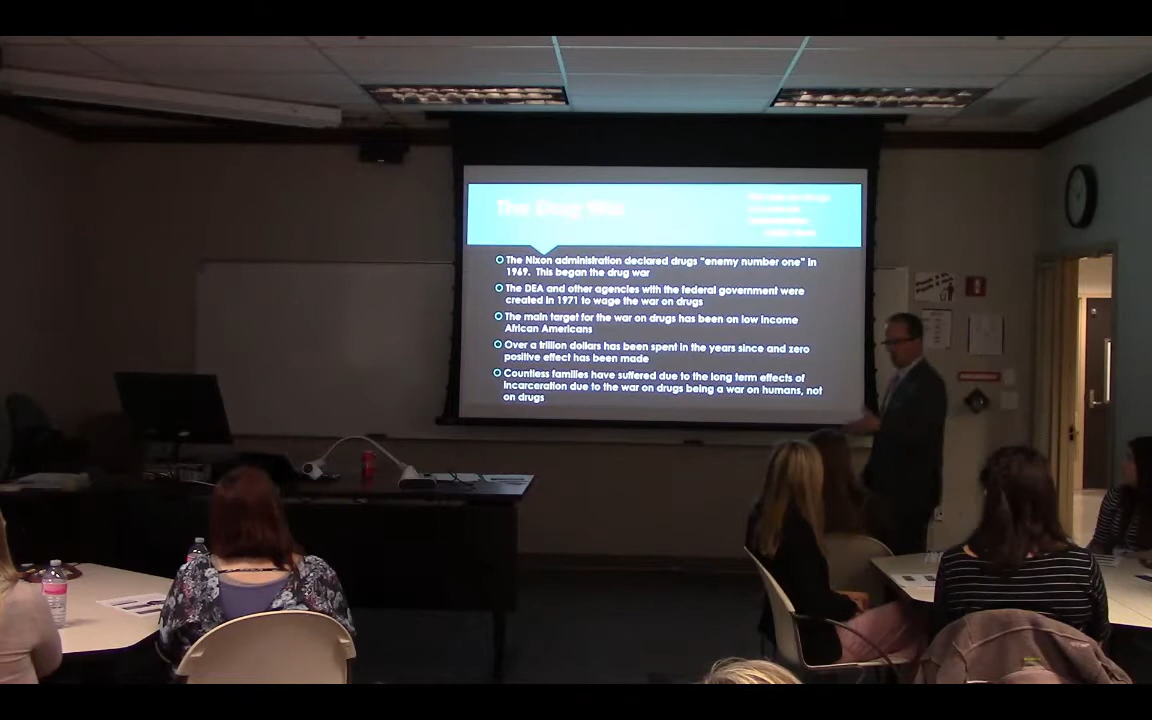 The Drug War
The Nixon administration declared drugs "enemy number one" in
1969. This began the drug war
The DEA and other agencies with the federal government were
created in 1971 to wage the war on drugs
The main target for the war on drugs has been on low income
African Americans
Over a trillion dollars has been spent in the years since and zero
positive effect has been made
Countless families have suffered due to the long term effects of
incarceration due to the war on drugs being a war on humans, not
on drugs